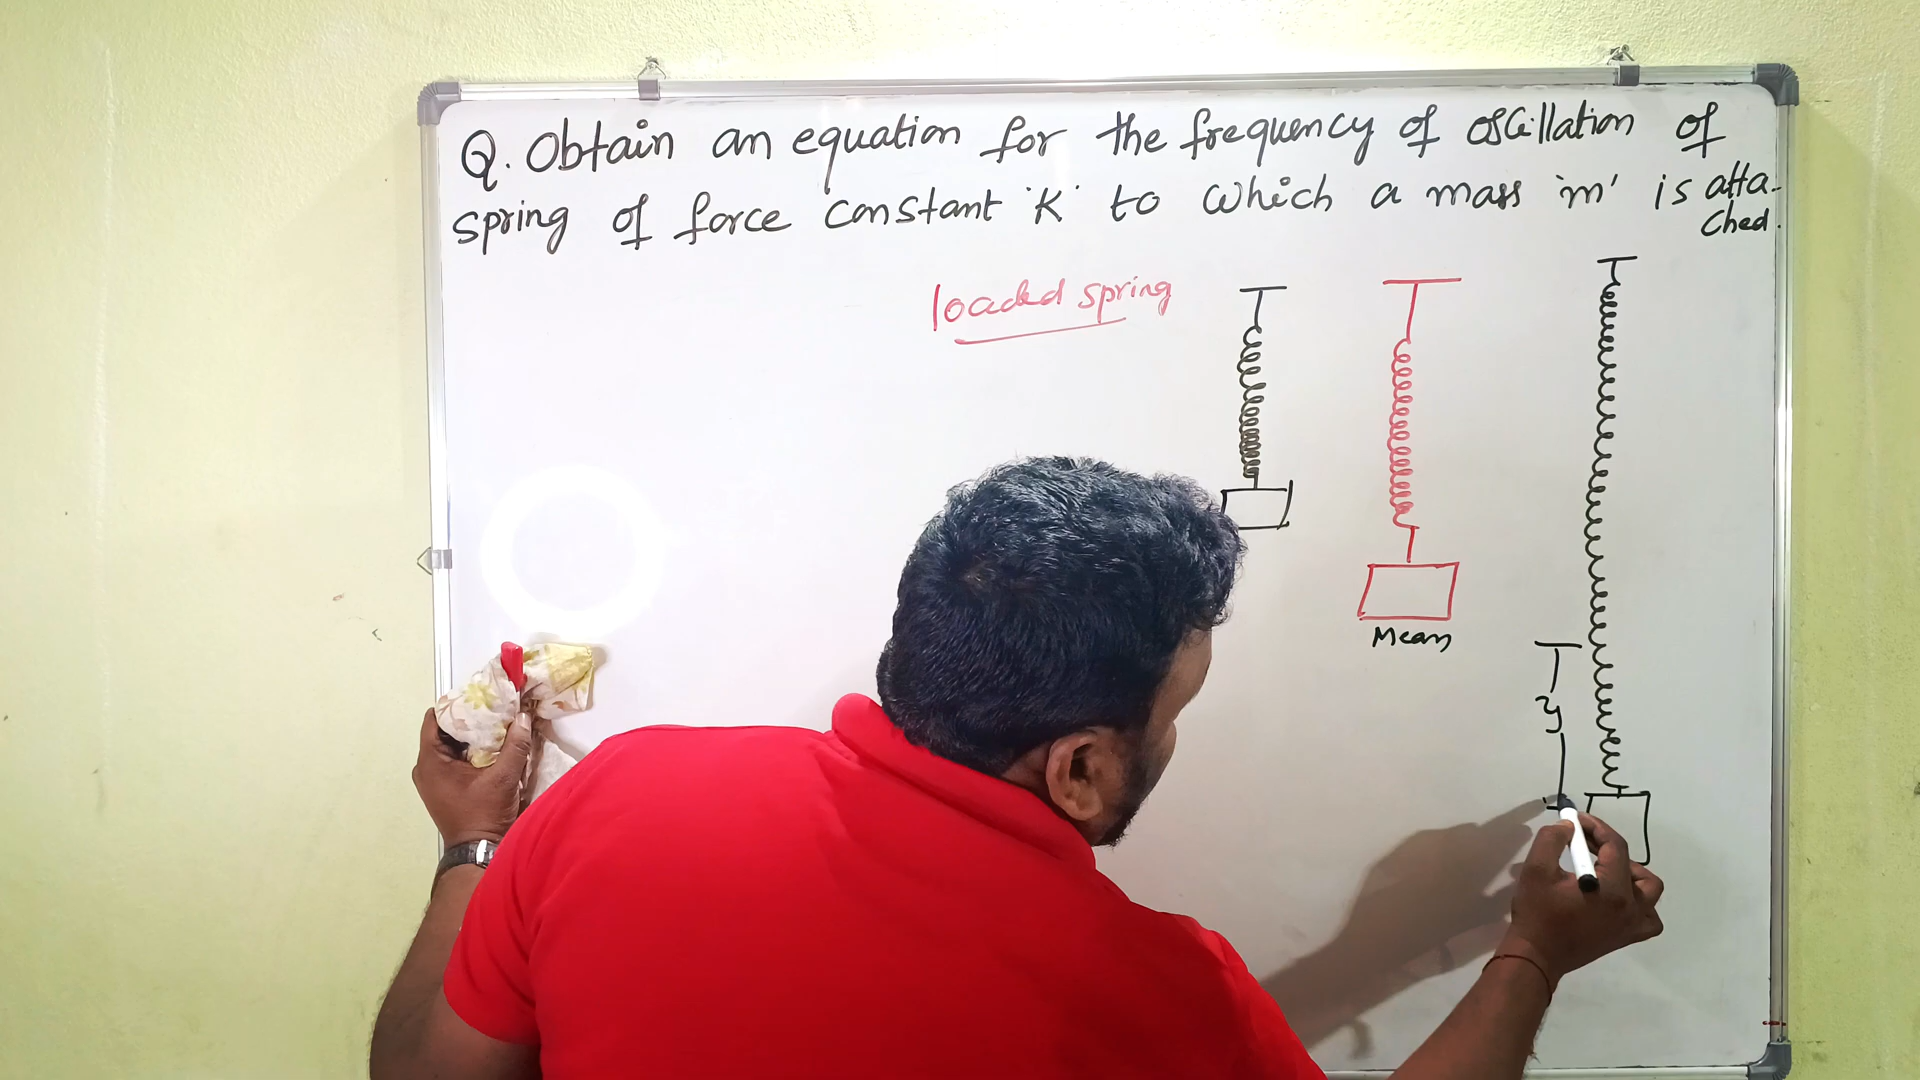 Q. Obtain an equation for the frequency of oscillation of
spring of force constant 'K' to which a mass 'm' is atta-
ched.
loaded spring
Mean
y